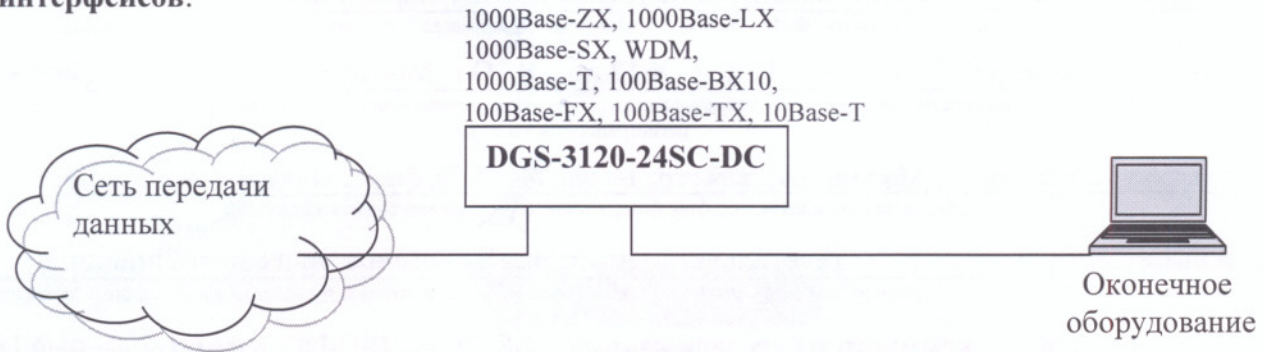 интерфейсов:
1000Base-ZX, 1000Base-LX
1000Base-SX, WDM,
1000Base-T, 100Base-BX10,
100Base-FX, 100Base-TX, 10Base-T
DGS-3120-24SC-DC
Сеть передачи
данных
Оконечное
оборудование